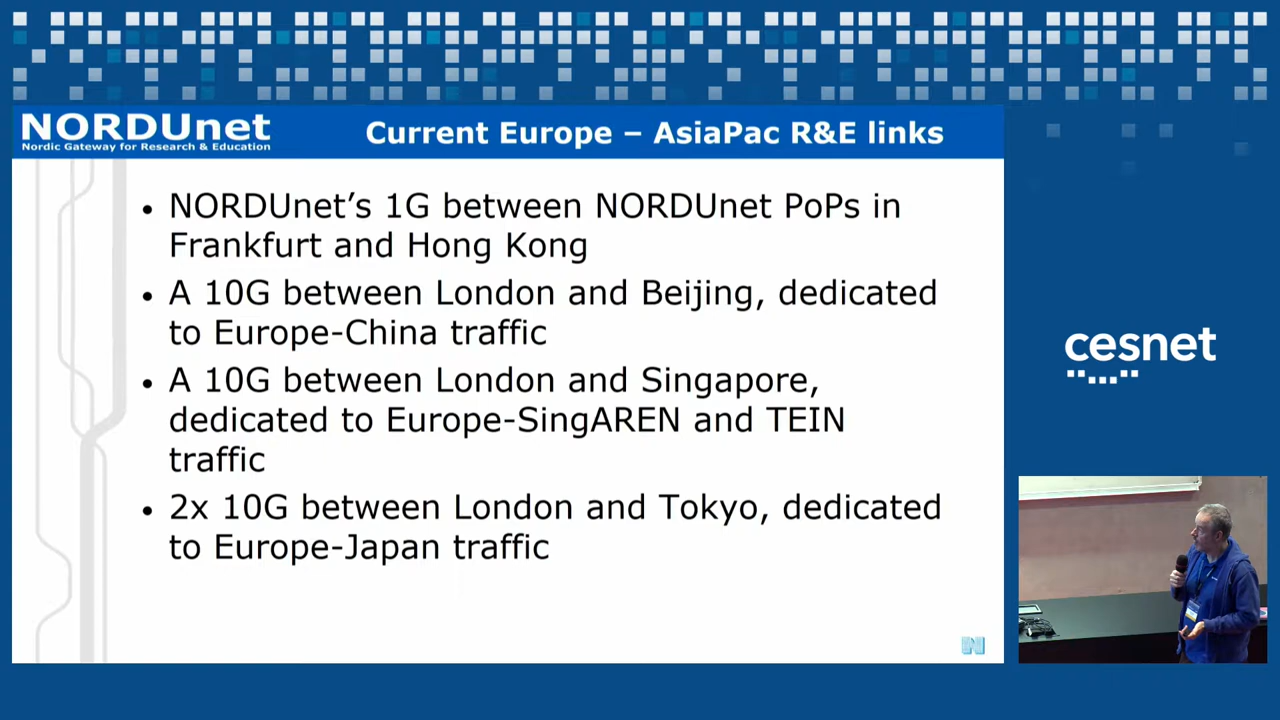 NORDUnet
Nordic Gateway for Research & Education
Current Europe – AsiaPac R&E links
• NORDUnet’s 1G between NORDUnet PoPs in
Frankfurt and Hong Kong
• A 10G between London and Beijing, dedicated
to Europe-China traffic
• A 10G between London and Singapore,
dedicated to Europe-SingAREN and TEIN
traffic
• 2x 10G between London and Tokyo, dedicated
to Europe-Japan traffic
cesnet